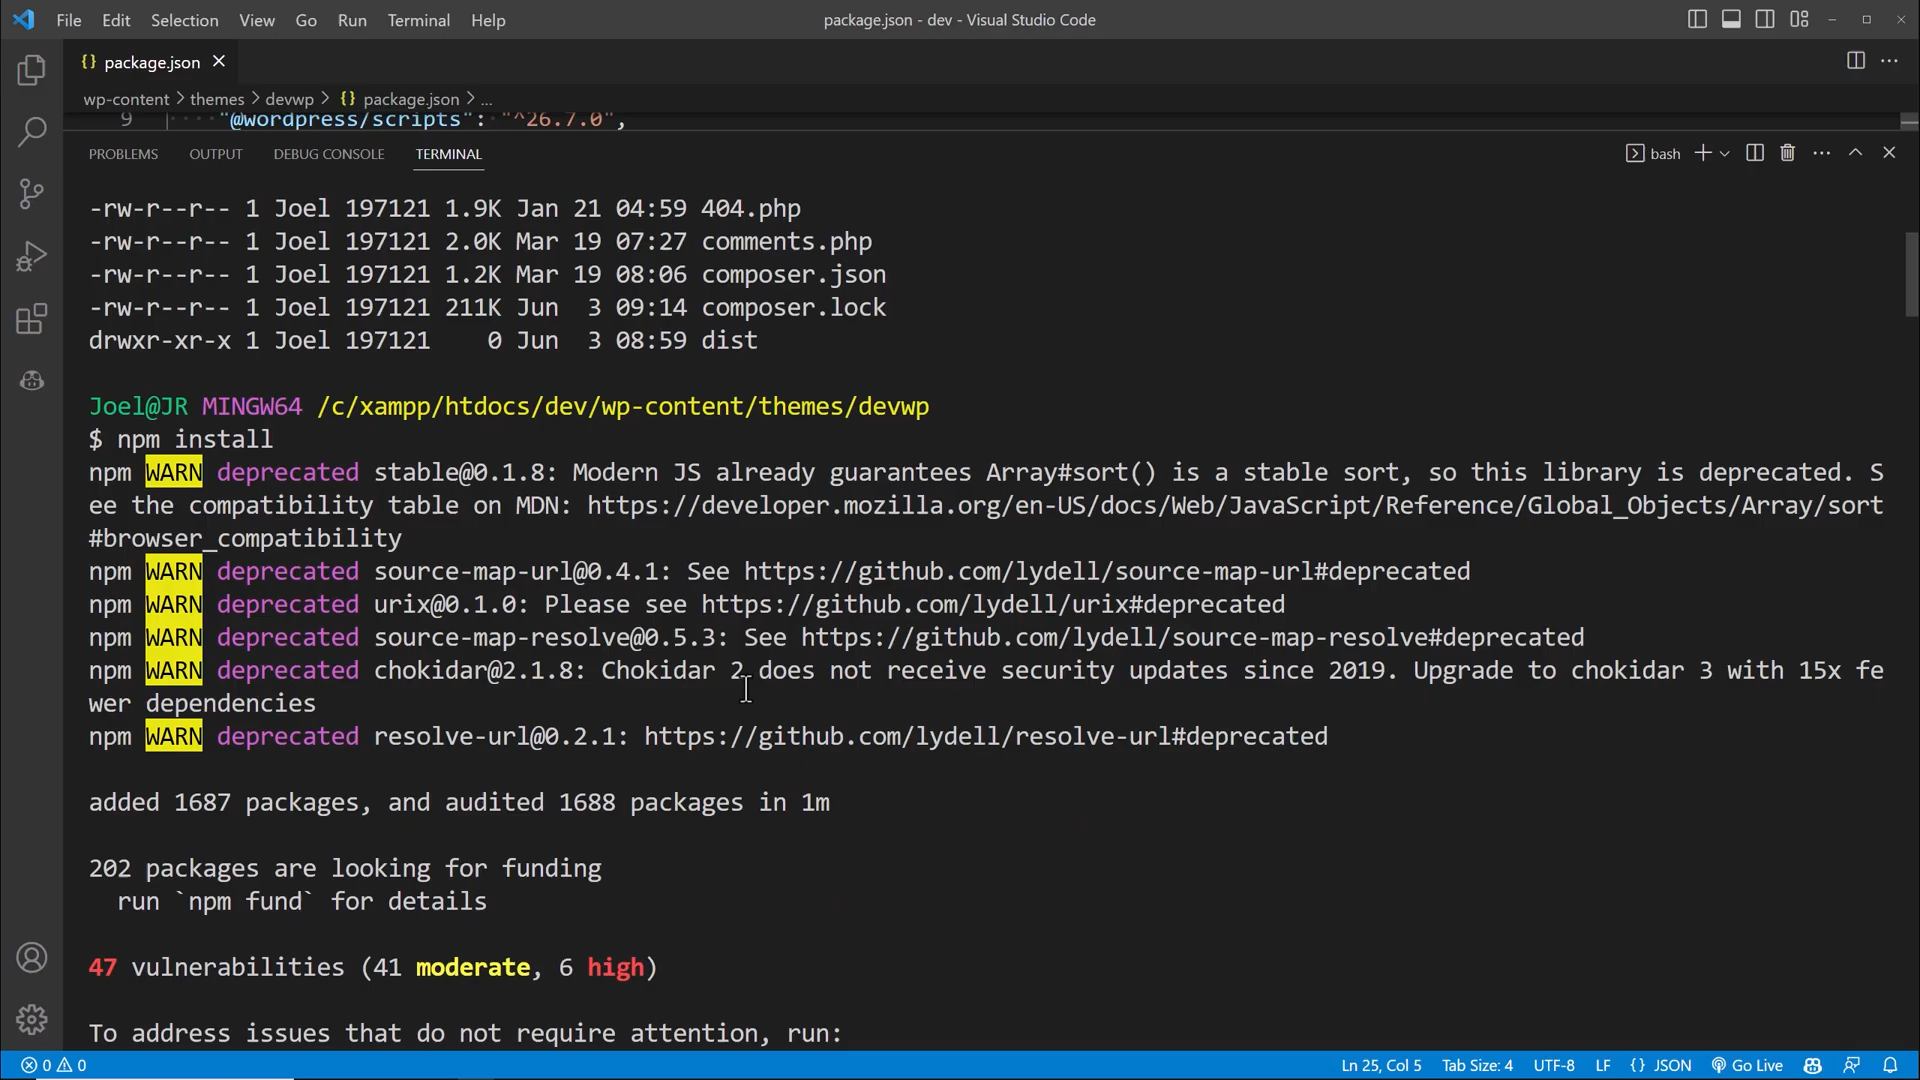 File Edit Selection View Go Run Terminal Help
package.json - dev - Visual Studio Code
{} package.json ×
wp-content > themes > devwp > {} package.json > ...
9 "@wordpress/scripts": "^26.7.0",
PROBLEMS OUTPUT DEBUG CONSOLE TERMINAL
bash
-rw-r--r-- 1 Joel 197121 1.9K Jan 21 04:59 404.php
-rw-r--r-- 1 Joel 197121 2.0K Mar 19 07:27 comments.php
-rw-r--r-- 1 Joel 197121 1.2K Mar 19 08:06 composer.json
-rw-r--r-- 1 Joel 197121 211K Jun  3 09:14 composer.lock
drwxr-xr-x 1 Joel 197121    0 Jun  3 08:59 dist
Joel@JR MINGW64 /c/xampp/htdocs/dev/wp-content/themes/devwp
$ npm install
npm WARN deprecated stable@0.1.8: Modern JS already guarantees Array#sort() is a stable sort, so this library is deprecated. S
ee the compatibility table on MDN: https://developer.mozilla.org/en-US/docs/Web/JavaScript/Reference/Global_Objects/Array/sort
#browser_compatibility
npm WARN deprecated source-map-url@0.4.1: See https://github.com/lydell/source-map-url#deprecated
npm WARN deprecated urix@0.1.0: Please see https://github.com/lydell/urix#deprecated
npm WARN deprecated source-map-resolve@0.5.3: See https://github.com/lydell/source-map-resolve#deprecated
npm WARN deprecated chokidar@2.1.8: Chokidar 2 does not receive security updates since 2019. Upgrade to chokidar 3 with 15x fe
wer dependencies
npm WARN deprecated resolve-url@0.2.1: https://github.com/lydell/resolve-url#deprecated
added 1687 packages, and audited 1688 packages in 1m
202 packages are looking for funding
  run `npm fund` for details
47 vulnerabilities (41 moderate, 6 high)
To address issues that do not require attention, run:
0 0 Ln 25, Col 5 Tab Size: 4 UTF-8 LF {} JSON Go Live